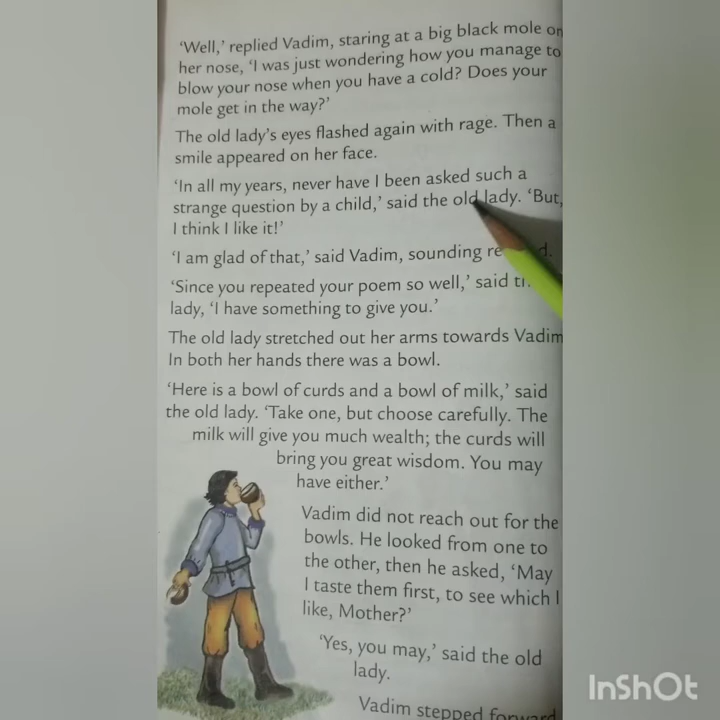 ‘Well,’ replied Vadim, staring at a big black mole on
her nose, ‘I was just wondering how you manage to
blow your nose when you have a cold? Does your
mole get in the way?’
The old lady’s eyes flashed again with rage. Then a
smile appeared on her face.
‘In all my years, never have I been asked such a
strange question by a child,’ said the old lady. ‘But,
I think I like it!’
‘I am glad of that,’ said Vadim, sounding
‘Since you repeated your poem so well,’ said
lady, ‘I have something to give you.’
The old lady stretched out her arms towards Vadim
In both her hands there was a bowl.
‘Here is a bowl of curds and a bowl of milk,’ said
the old lady. ‘Take one, but choose carefully. The
milk will give you much wealth; the curds will
bring you great wisdom. You may
have either.’
Vadim did not reach out for the
bowls. He looked from one to
the other, then he asked, ‘May
I taste them first, to see which I
like, Mother?’
‘Yes, you may,’ said the old
lady.
Vadim stepped forward
InShOt